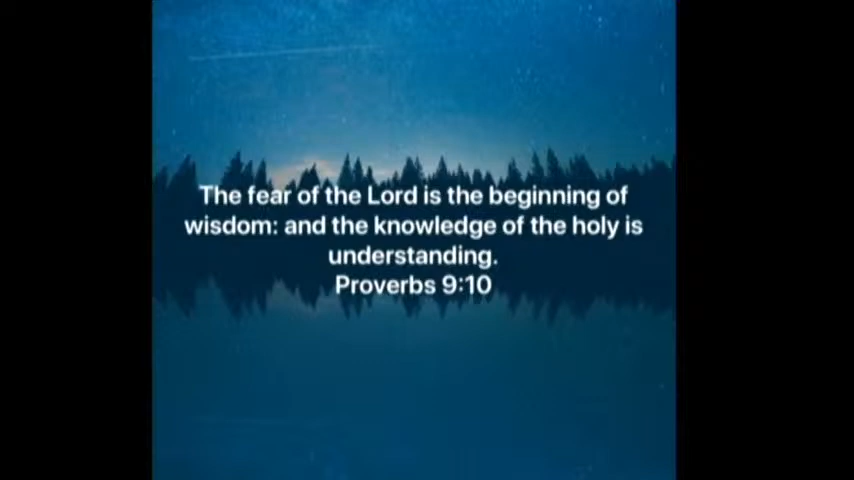 The fear of the Lord is the beginning of
wisdom: and the knowledge of the holy is
understanding.
Proverbs 9:10